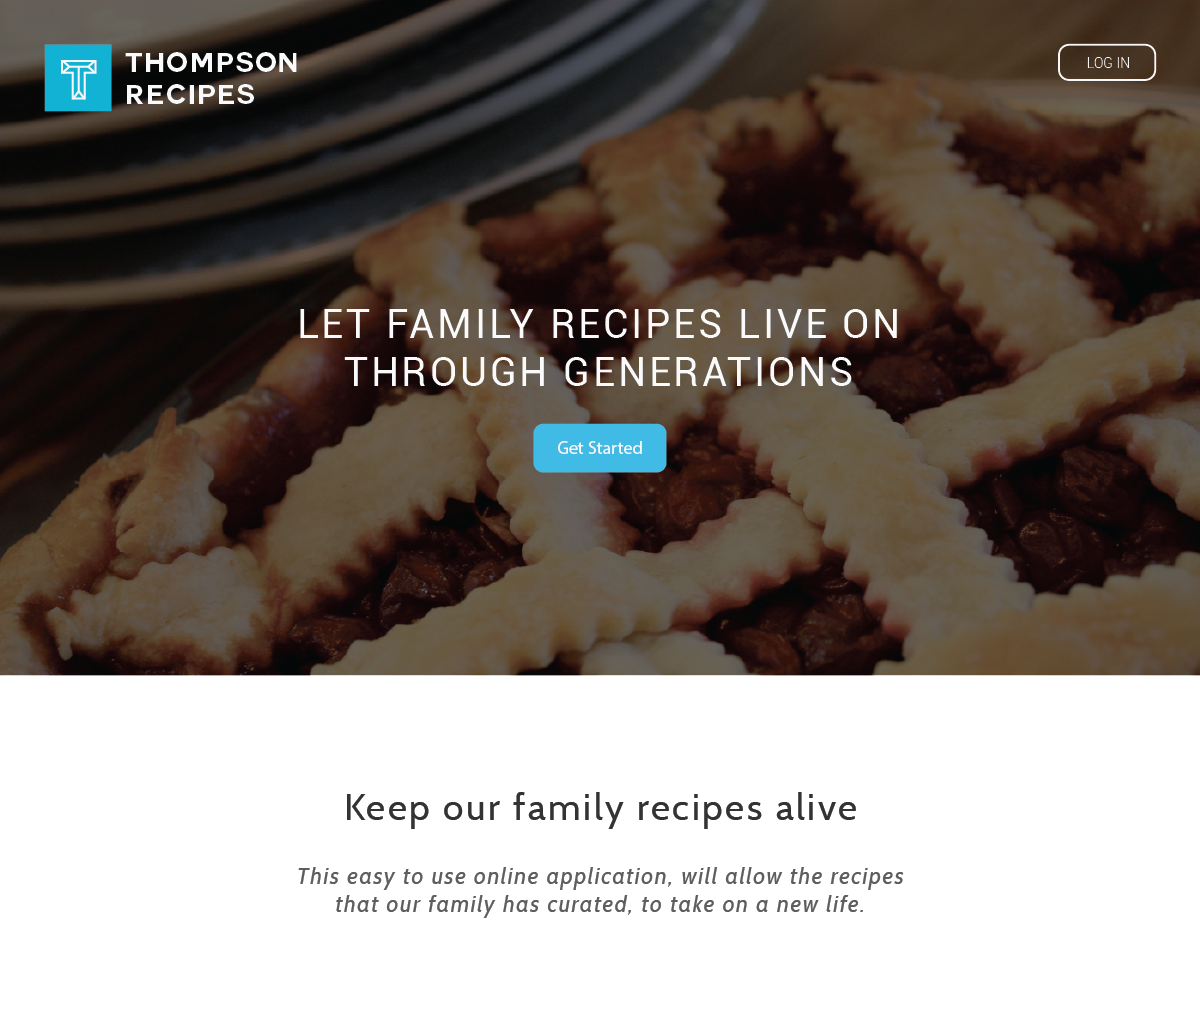 THOMPSON
RECIPES
LOG IN
LET FAMILY RECIPES LIVE ON
THROUGH GENERATIONS
Get Started
Keep our family recipes alive
This easy to use online application, will allow the recipes
that our family has curated, to take on a new life.